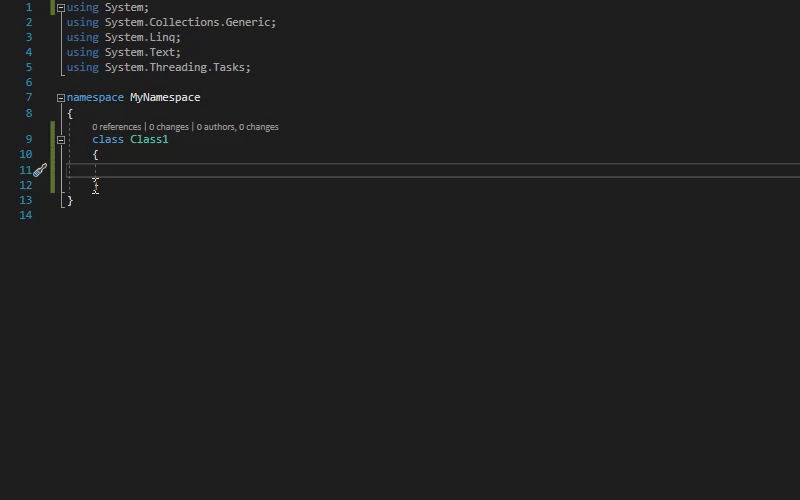 1 using System;
2 using System.Collections.Generic;
3 using System.Linq;
4 using System.Text;
5 using System.Threading.Tasks;
6
7 namespace MyNamespace
8 {
0 references | 0 changes | 0 authors, 0 changes
9 class Class1
10 {
11
12 }
13 }
14